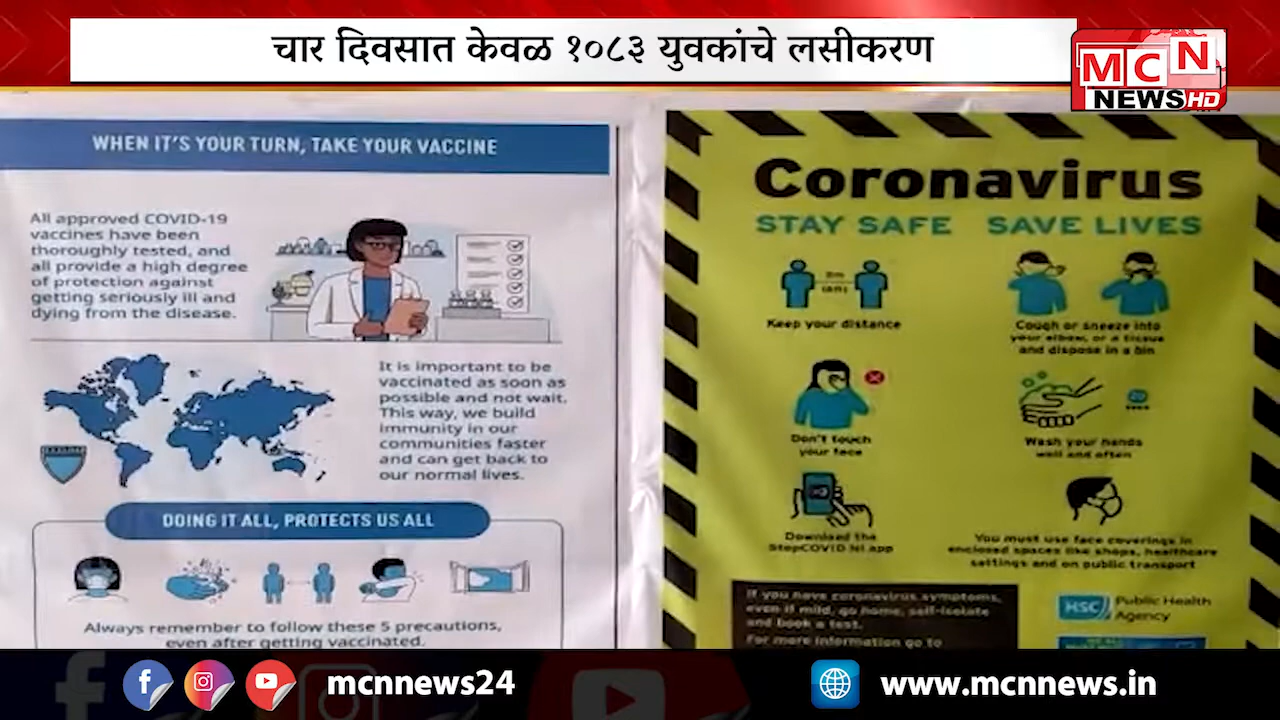 चार दिवसात केवळ १०८३ युवकांचे लसीकरण
MCN
NEWS HD
WHEN IT'S YOUR TURN, TAKE YOUR VACCINE
All approved COVID-19
vaccines have been
thoroughly tested, and
all provide a high degree
of protection against
getting seriously ill and
dying from the disease.
It is important to be
vaccinated as soon as
possible and not wait.
This way, we build
immunity in our
communities faster
and can get back to
our normal lives.
DOING IT ALL, PROTECTS US ALL
Always remember to follow these 5 precautions,
even after getting vaccinated.
Coronavirus
STAY SAFE SAVE LIVES
Keep your distance
Cough or sneeze into
your elbow, or a tissue
and dispose in a bin
Don't touch
your face
Wash your hands
well and often
Download the
StopCOVID NI app
You must use face coverings in
enclosed spaces like shops, healthcare
settings and on public transport
If you have coronavirus symptoms,
even if mild, go home, self-isolate
and book a test.
For more information go to
HSC Public Health
Agency
mcnnews24
www.mcnnews.in